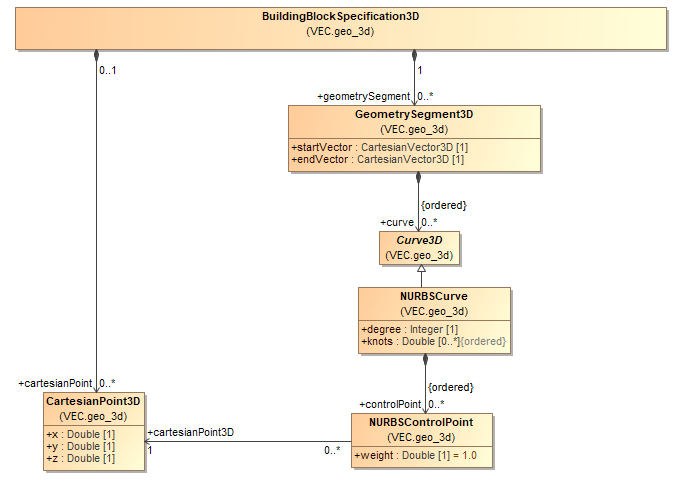 BuildingBlockSpecification3D
(VEC.geo_3d)
0..1
1
+geometrySegment 0..*
GeometrySegment3D
(VEC.geo_3d)
+startVector : CartesianVector3D [1]
+endVector : CartesianVector3D [1]
{ordered}
+curve 0..*
Curve3D
(VEC.geo_3d)
NURBSCurve
(VEC.geo_3d)
+degree : Integer [1]
+knots : Double [0..*]{ordered}
{ordered}
+controlPoint 0..*
+cartesianPoint 0..*
CartesianPoint3D
(VEC.geo_3d)
+x : Double [1]
+y : Double [1]
+z : Double [1]
+cartesianPoint3D
1
0..*
NURBSControlPoint
(VEC.geo_3d)
+weight : Double [1] = 1.0